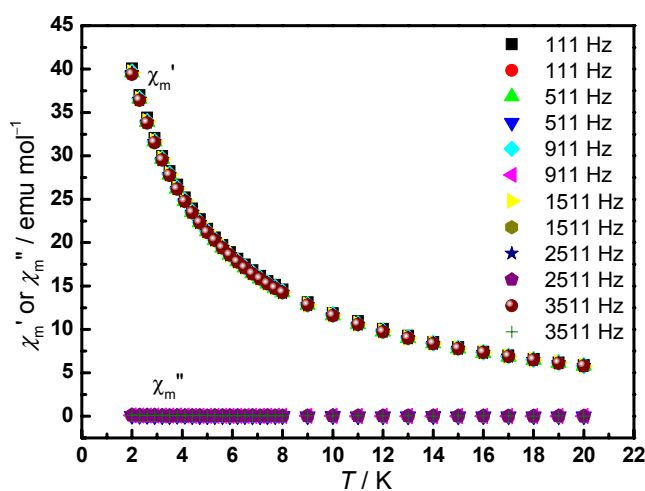 45
40
35
30
25
20
15
10
5
0
χm' or χm'' / emu mol⁻¹
χm'
χm''
111 Hz
111 Hz
511 Hz
511 Hz
911 Hz
911 Hz
1511 Hz
1511 Hz
2511 Hz
2511 Hz
3511 Hz
3511 Hz
0 2 4 6 8 10 12 14 16 18 20 22
T / K